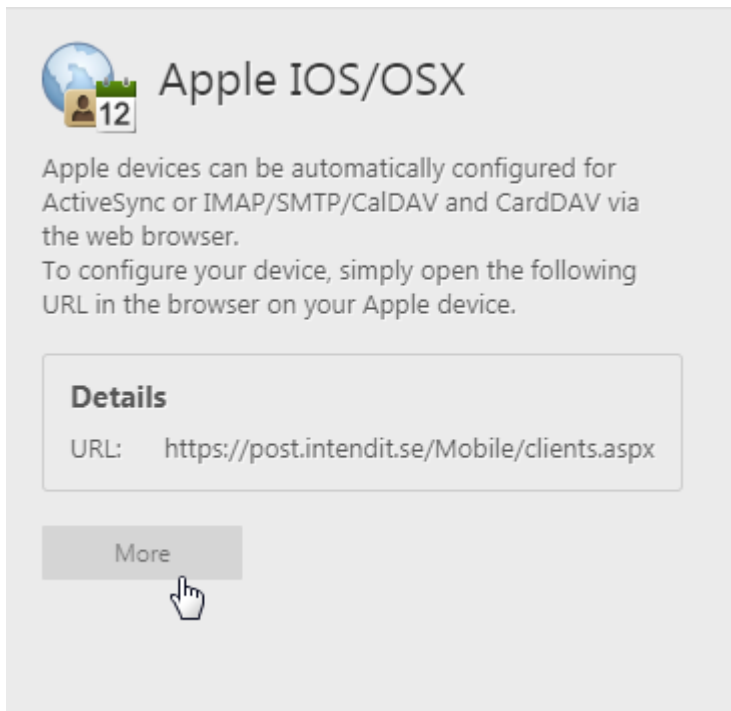 Apple IOS/OSX
12
Apple devices can be automatically configured for
ActiveSync or IMAP/SMTP/CalDAV and CardDAV via
the web browser.
To configure your device, simply open the following
URL in the browser on your Apple device.
Details
URL: https://post.intendit.se/Mobile/clients.aspx
More